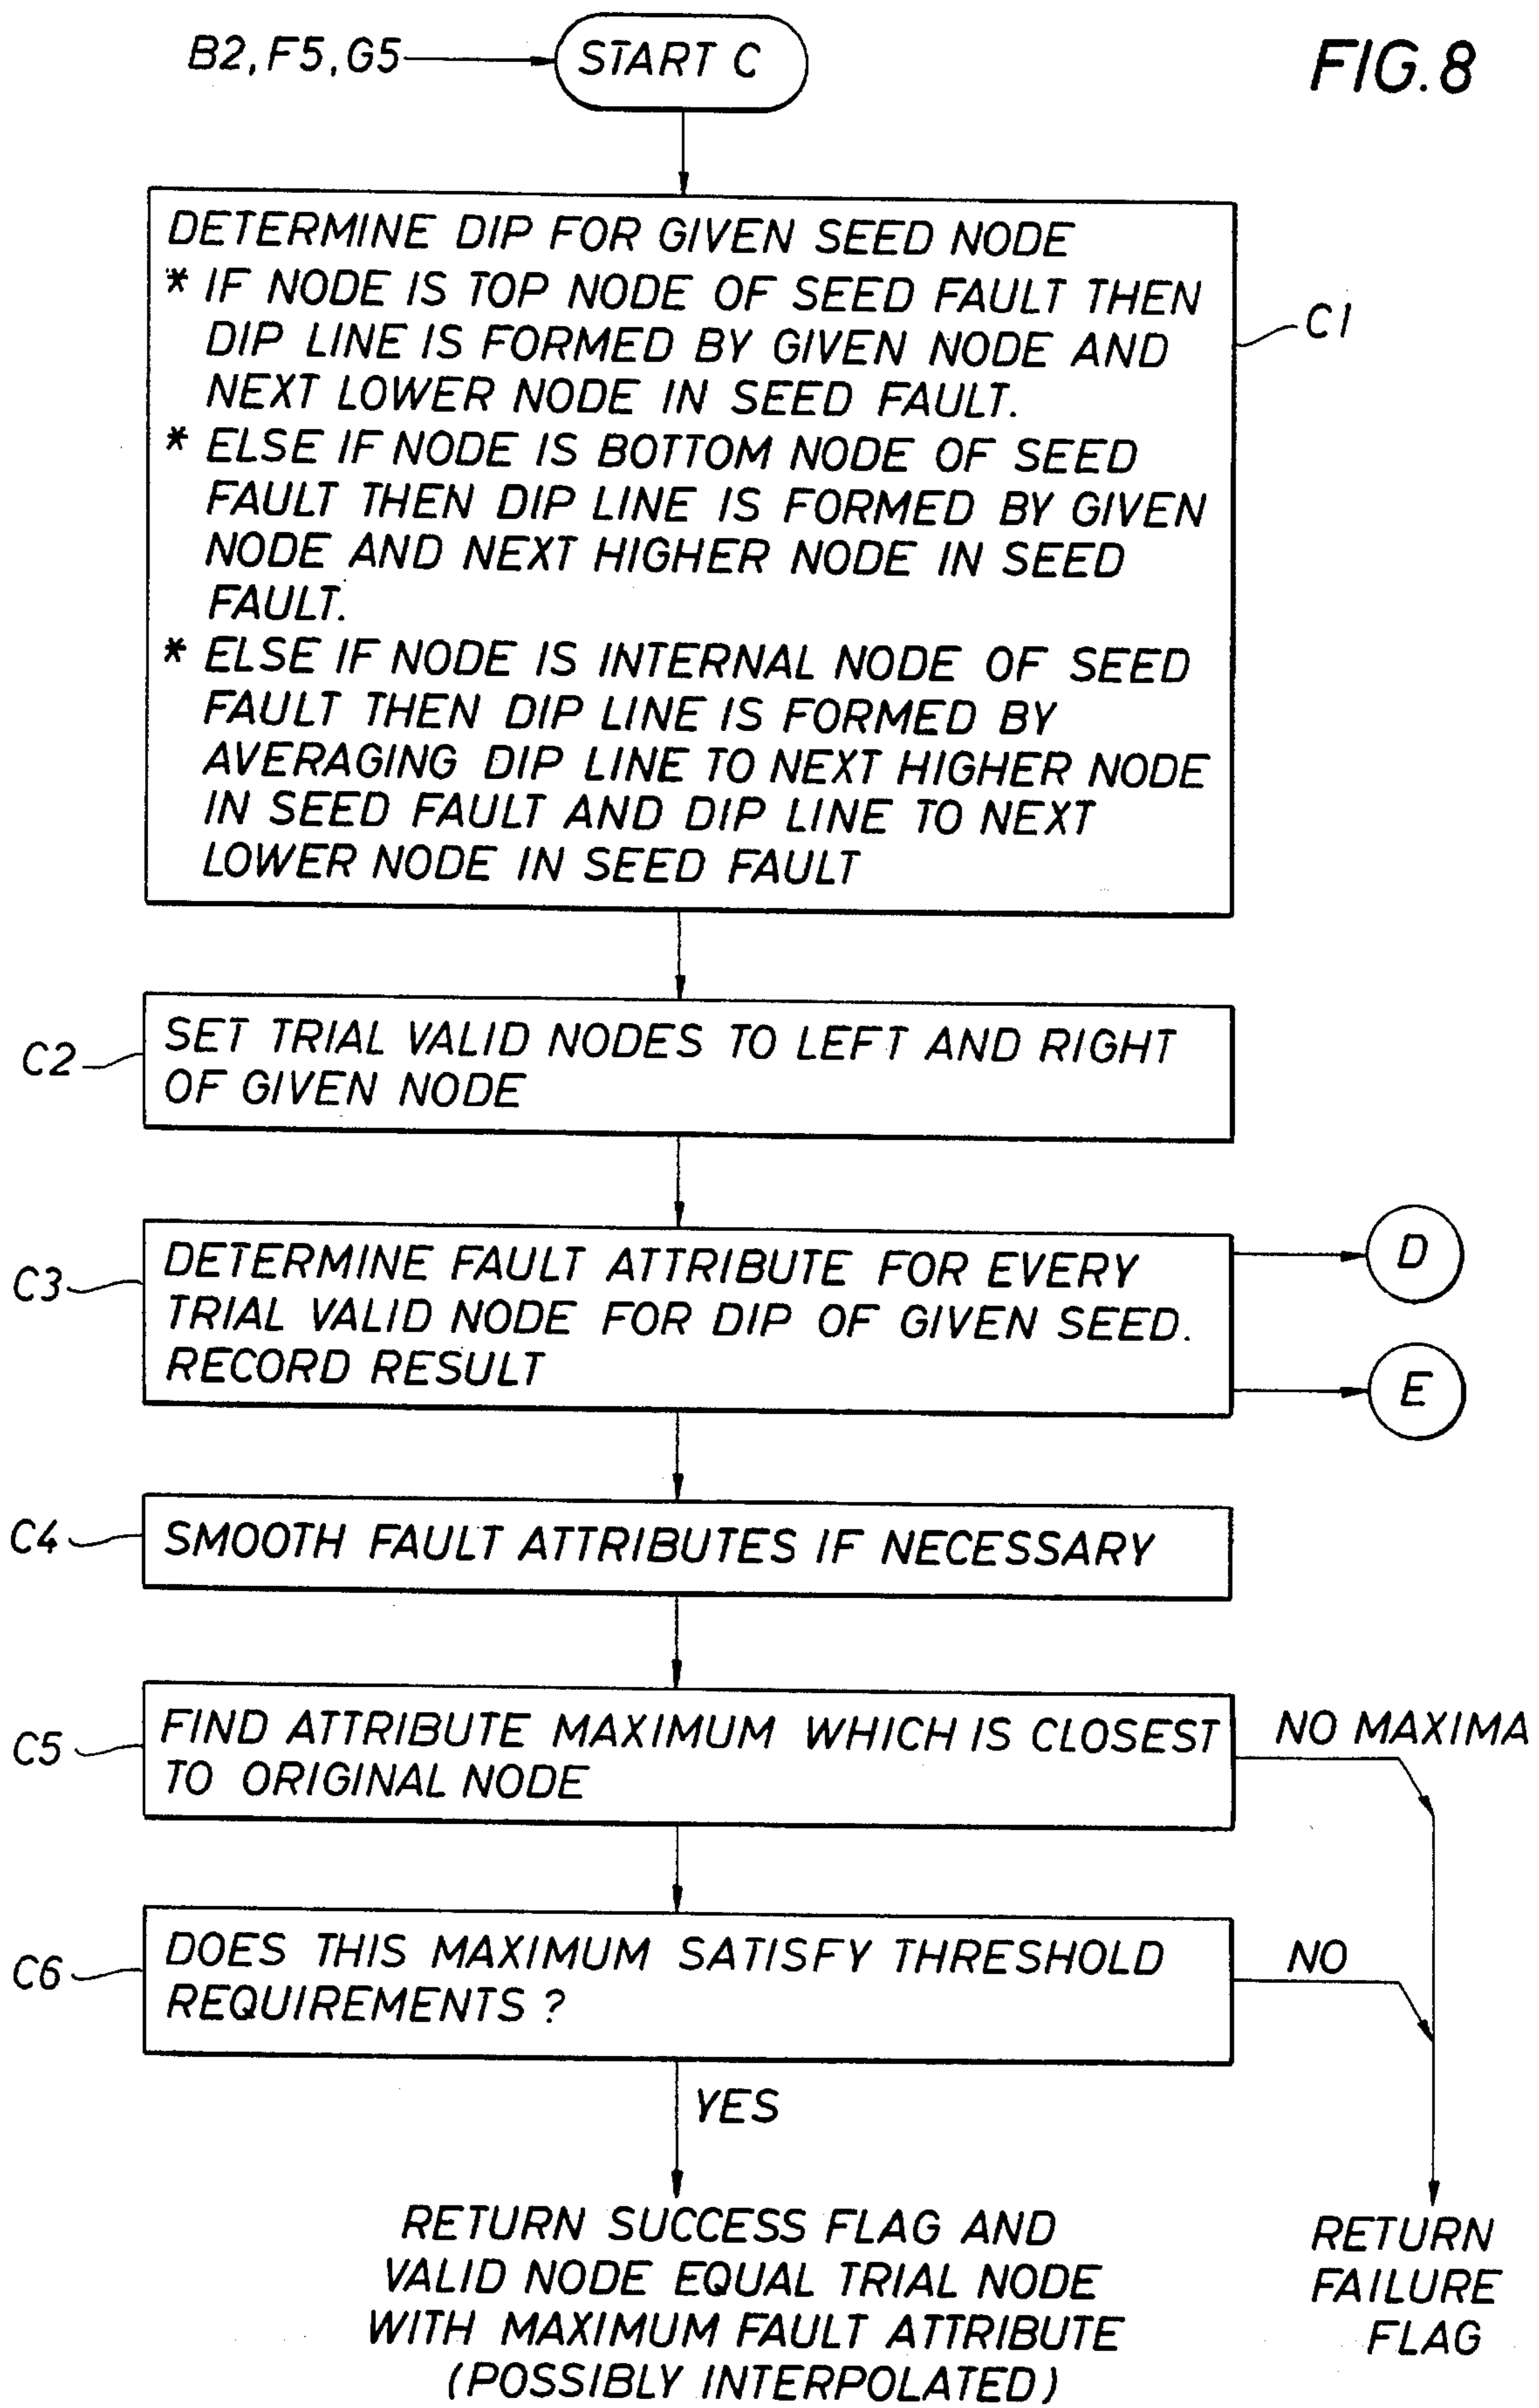 B2, F5, G5
START C
FIG. 8
DETERMINE DIP FOR GIVEN SEED NODE
* IF NODE IS TOP NODE OF SEED FAULT THEN
DIP LINE IS FORMED BY GIVEN NODE AND
NEXT LOWER NODE IN SEED FAULT.
* ELSE IF NODE IS BOTTOM NODE OF SEED
FAULT THEN DIP LINE IS FORMED BY GIVEN
NODE AND NEXT HIGHER NODE IN SEED
FAULT.
* ELSE IF NODE IS INTERNAL NODE OF SEED
FAULT THEN DIP LINE IS FORMED BY
AVERAGING DIP LINE TO NEXT HIGHER NODE
IN SEED FAULT AND DIP LINE TO NEXT
LOWER NODE IN SEED FAULT
C1
C2
SET TRIAL VALID NODES TO LEFT AND RIGHT
OF GIVEN NODE
C3
DETERMINE FAULT ATTRIBUTE FOR EVERY
TRIAL VALID NODE FOR DIP OF GIVEN SEED.
RECORD RESULT
D
E
C4
SMOOTH FAULT ATTRIBUTES IF NECESSARY
C5
FIND ATTRIBUTE MAXIMUM WHICH IS CLOSEST
TO ORIGINAL NODE
NO MAXIMA
C6
DOES THIS MAXIMUM SATISFY THRESHOLD
REQUIREMENTS ?
NO
YES
RETURN SUCCESS FLAG AND
VALID NODE EQUAL TRIAL NODE
WITH MAXIMUM FAULT ATTRIBUTE
(POSSIBLY INTERPOLATED)
RETURN
FAILURE
FLAG